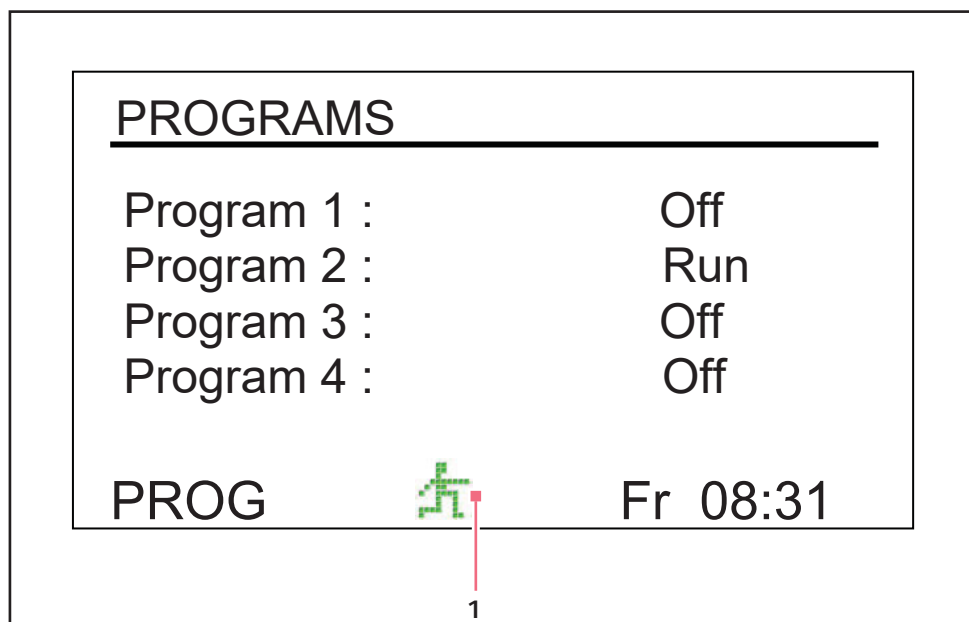 PROGRAMS
Program 1 : Off
Program 2 : Run
Program 3 : Off
Program 4 : Off
PROG Fr 08:31
1